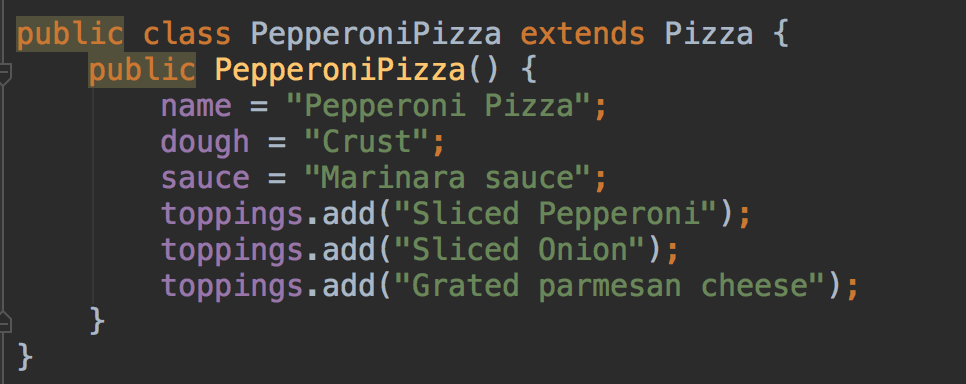 public class PepperoniPizza extends Pizza {
    public PepperoniPizza() {
        name = "Pepperoni Pizza";
        dough = "Crust";
        sauce = "Marinara sauce";
        toppings.add("Sliced Pepperoni");
        toppings.add("Sliced Onion");
        toppings.add("Grated parmesan cheese");
    }
}